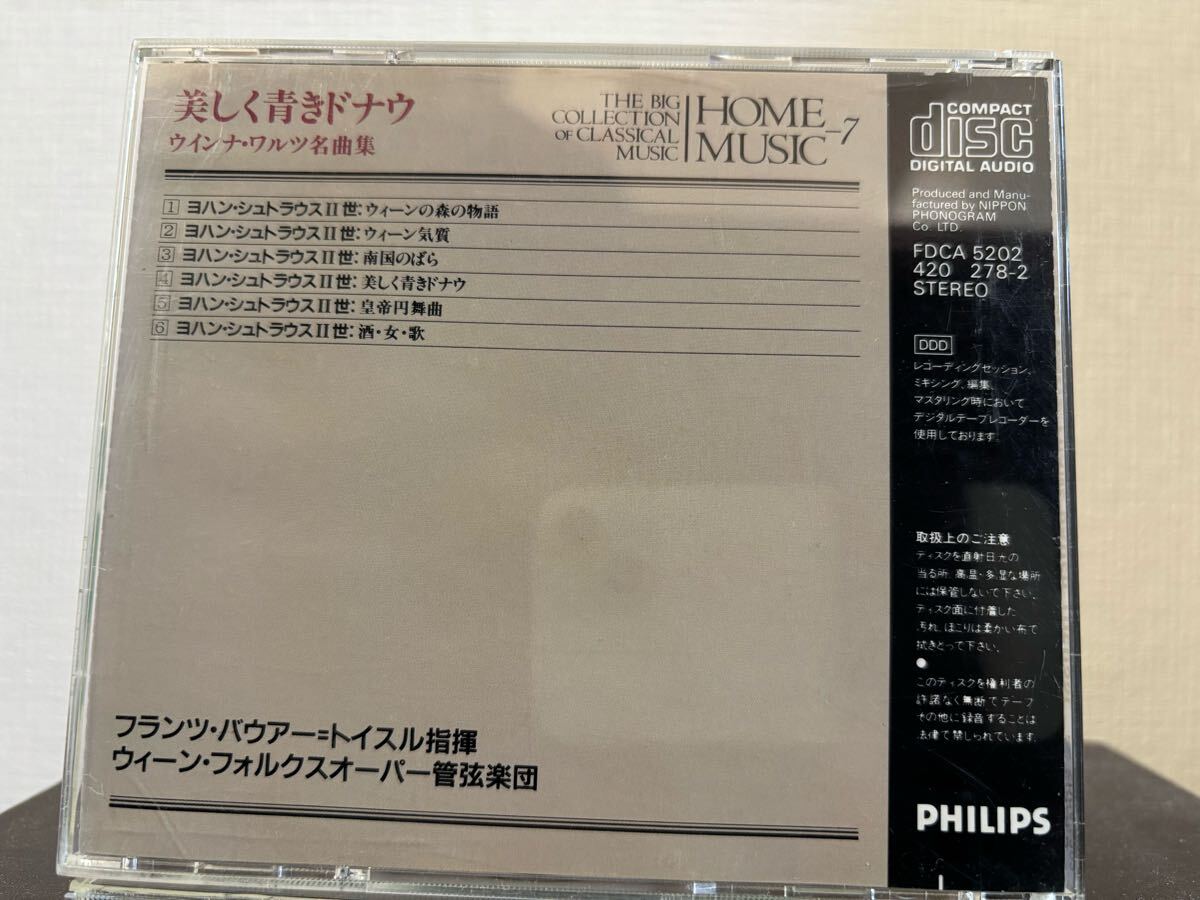 美しく青きドナウ
ウインナ・ワルツ名曲集
THE BIG
COLLECTION
OF CLASSICAL
MUSIC
HOME
MUSIC-7
1 ヨハン・シュトラウスII世:ウィーンの森の物語
2 ヨハン・シュトラウスII世:ウィーン気質
3 ヨハン・シュトラウスII世:南国のばら
4 ヨハン・シュトラウスII世:美しく青きドナウ
5 ヨハン・シュトラウスII世:皇帝円舞曲
6 ヨハン・シュトラウスII世:酒・女・歌
フランツ・バウアー=トイスル指揮
ウィーン・フォルクスオーパー管弦楽団
COMPACT
disc
DIGITAL AUDIO
Produced and Manu-
factured by NIPPON
PHONOGRAM
Co. LTD.
FDCA 5202
420 278-2
STEREO
DDD
レコーディングセッション、
ミキシング、編集、
マスタリング時において
デジタルテープレコーダーを
使用しております。
取扱上のご注意
ディスクを直射日光の
当る所、高温・多湿な場所
には保管しないで下さい。
ディスク面に付着した
汚れ、ほこりは柔かい布で
拭きとって下さい。
●
このディスクを権利者の
許諾なく無断でテープ
その他に録音することは
法律で禁じられています。
PHILIPS